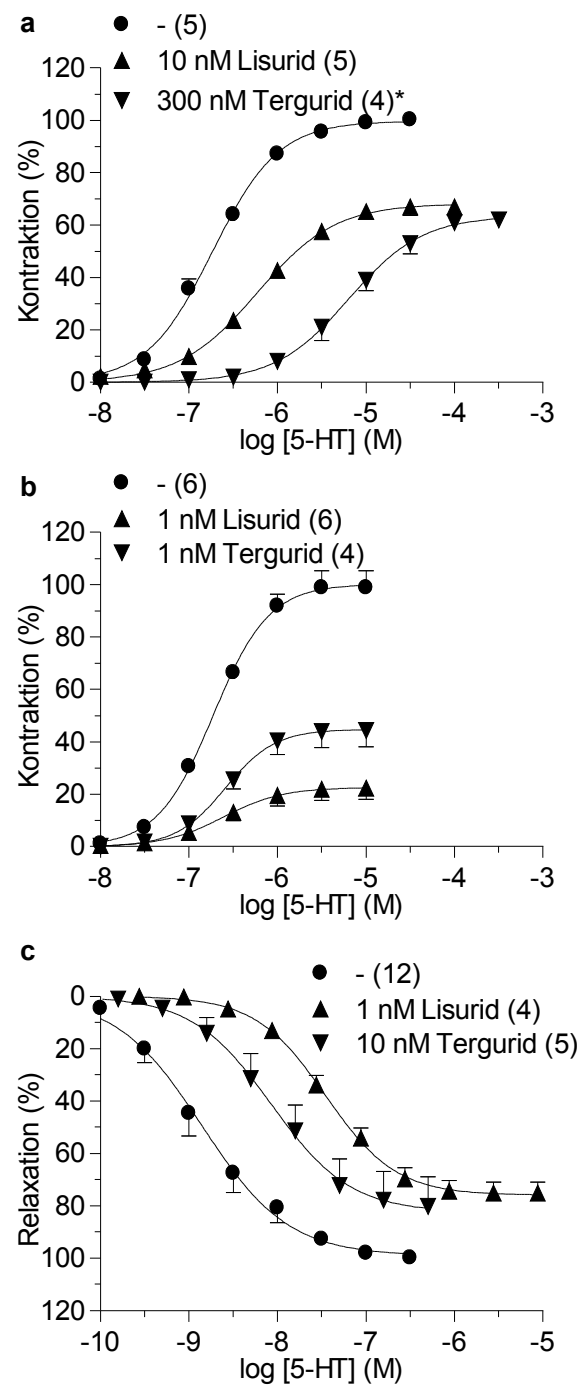 a
- (5)
10 nM Lisurid (5)
300 nM Tergurid (4)*
120
100
80
60
40
20
0
Kontraktion (%)
-8 -7 -6 -5 -4 -3
log [5-HT] (M)
b
- (6)
1 nM Lisurid (6)
1 nM Tergurid (4)
120
100
80
60
40
20
0
Kontraktion (%)
-8 -7 -6 -5 -4 -3
log [5-HT] (M)
c
- (12)
1 nM Lisurid (4)
10 nM Tergurid (5)
0
20
40
60
80
100
120
Relaxation (%)
-10 -9 -8 -7 -6 -5
log [5-HT] (M)